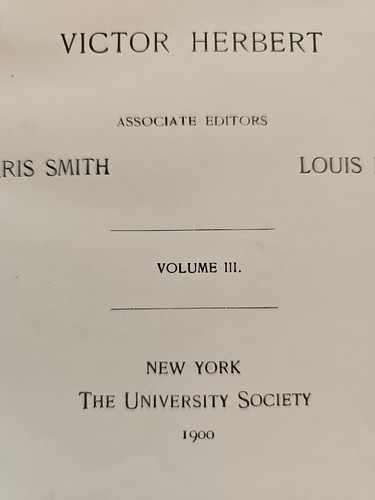 VICTOR HERBERT
ASSOCIATE EDITORS
RIS SMITH LOUIS
VOLUME III.
NEW YORK
THE UNIVERSITY SOCIETY
1900